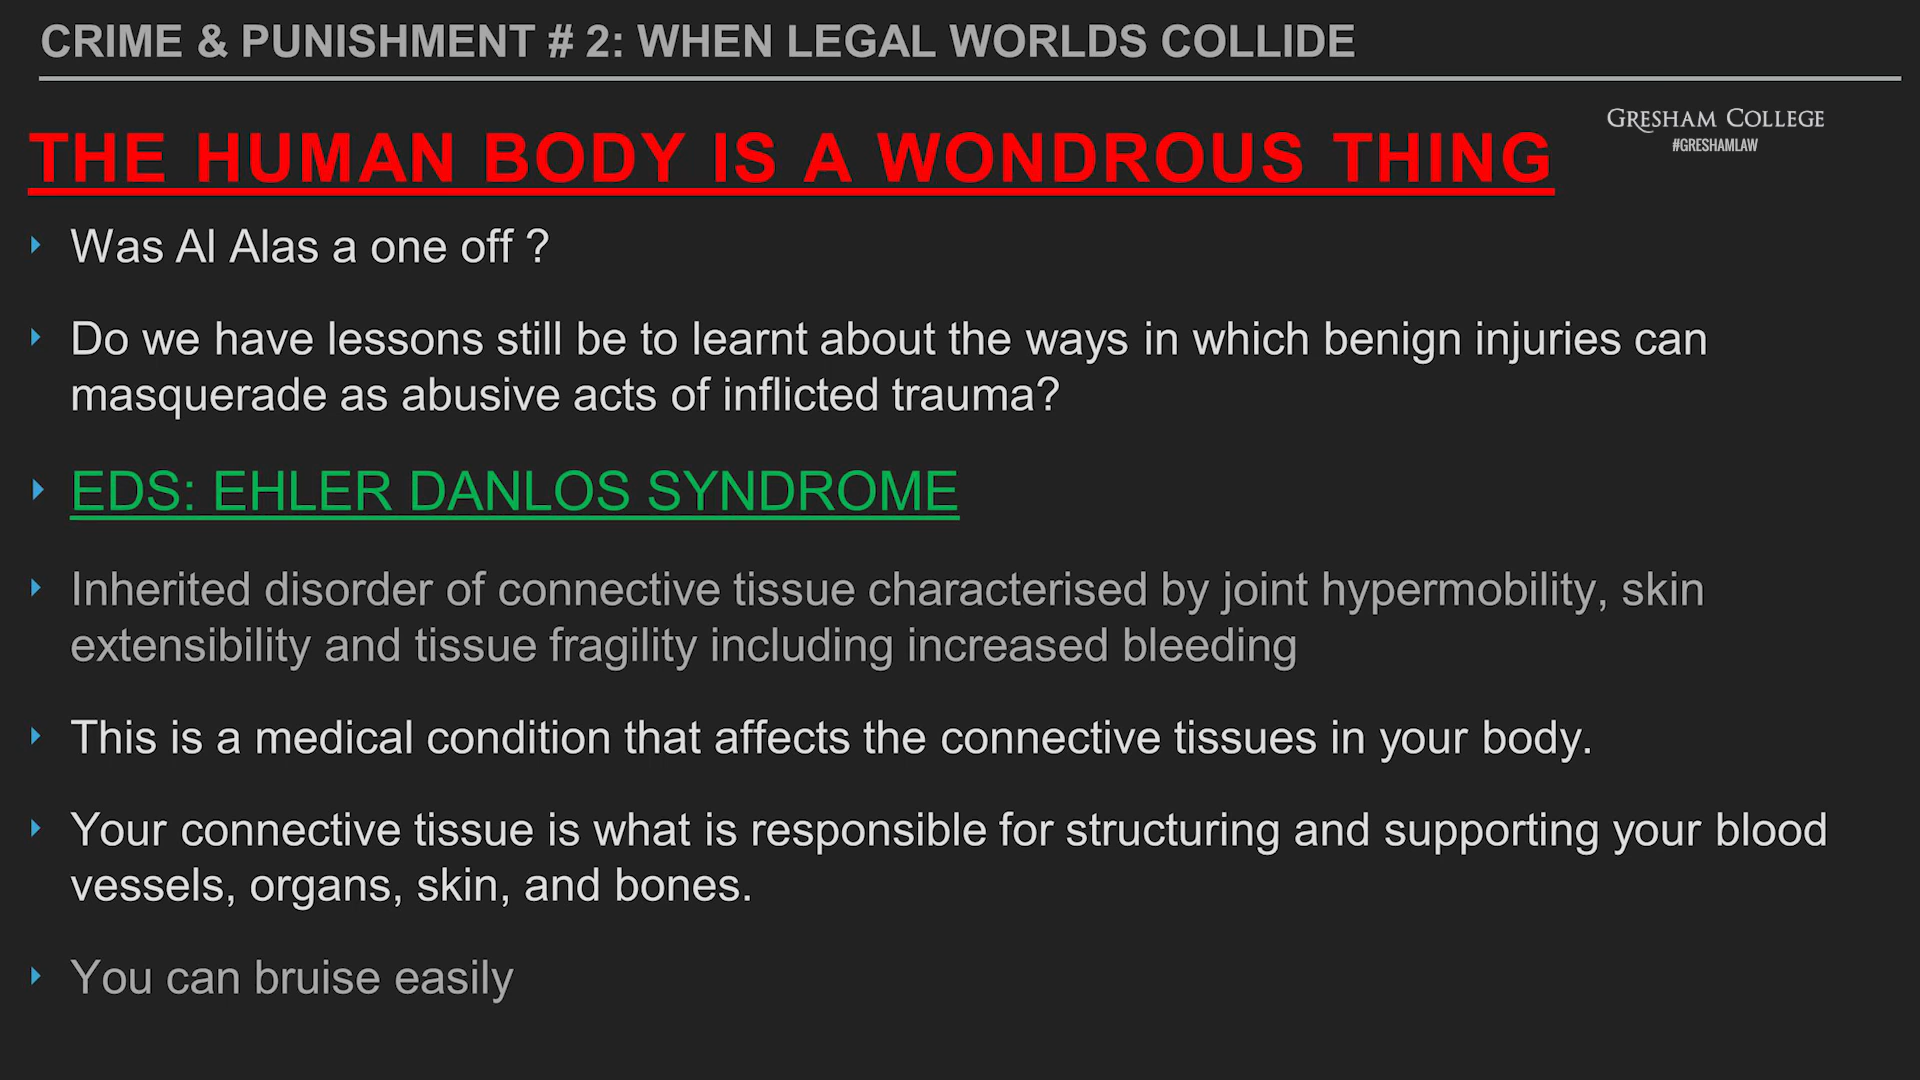 CRIME & PUNISHMENT # 2: WHEN LEGAL WORLDS COLLIDE
GRESHAM COLLEGE
#GRESHAMLAW
THE HUMAN BODY IS A WONDROUS THING
Was Al Alas a one off ?
Do we have lessons still be to learnt about the ways in which benign injuries can
masquerade as abusive acts of inflicted trauma?
EDS: EHLER DANLOS SYNDROME
Inherited disorder of connective tissue characterised by joint hypermobility, skin
extensibility and tissue fragility including increased bleeding
This is a medical condition that affects the connective tissues in your body.
Your connective tissue is what is responsible for structuring and supporting your blood
vessels, organs, skin, and bones.
You can bruise easily